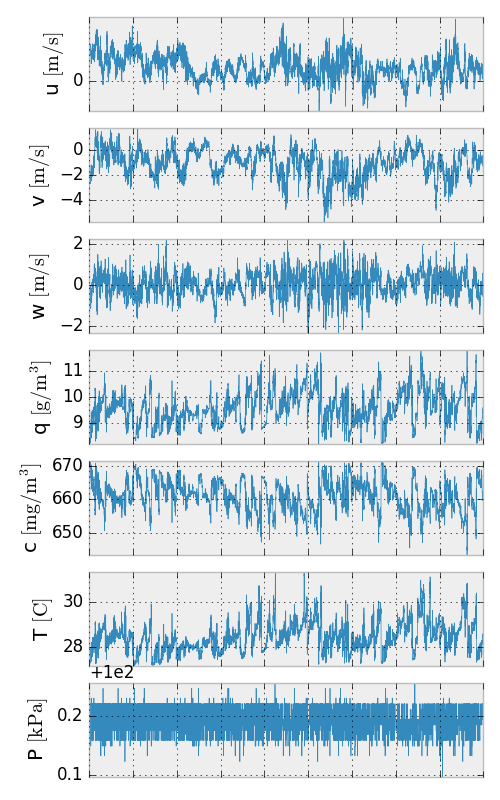 u [m/s]
0
v [m/s]
0
−2
−4
w [m/s]
2
0
−2
q [g/m³]
11
10
9
c [mg/m³]
670
660
650
T [C]
30
28
+1e2
P [kPa]
0.2
0.1